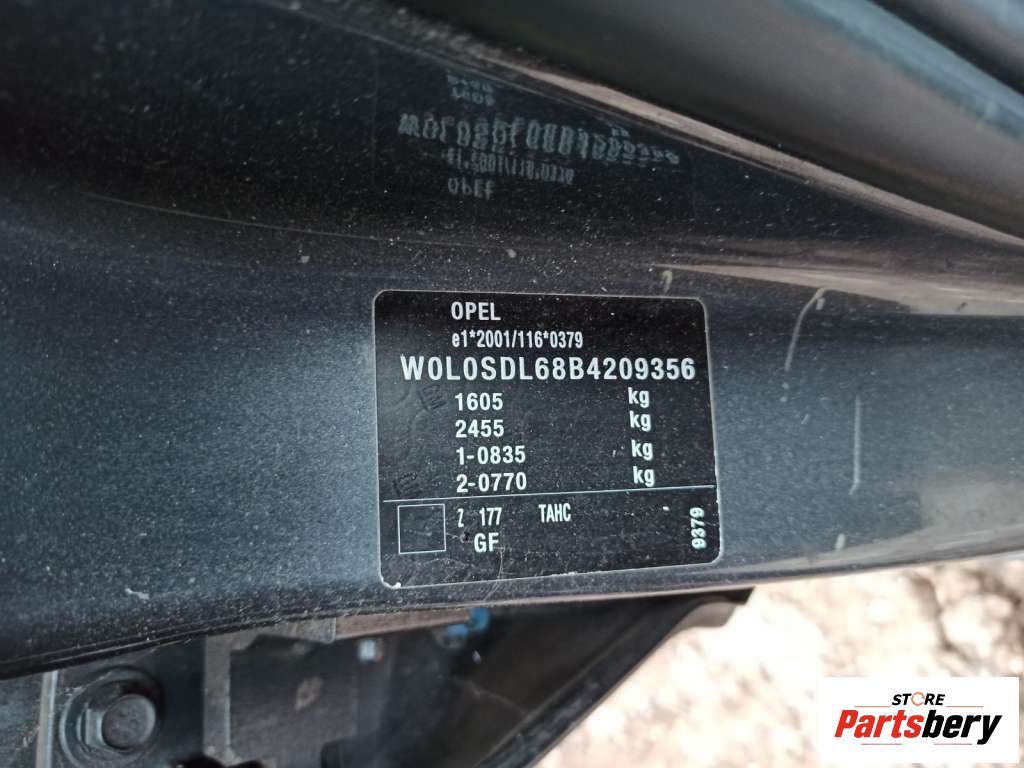 OPEL
e1*2001/116*0379
W0L0SDL68B4209356
1605 kg
2455 kg
1-0835 kg
2-0770 kg
Z 177 TAHC -
GF
9379
STORE
Partsbery